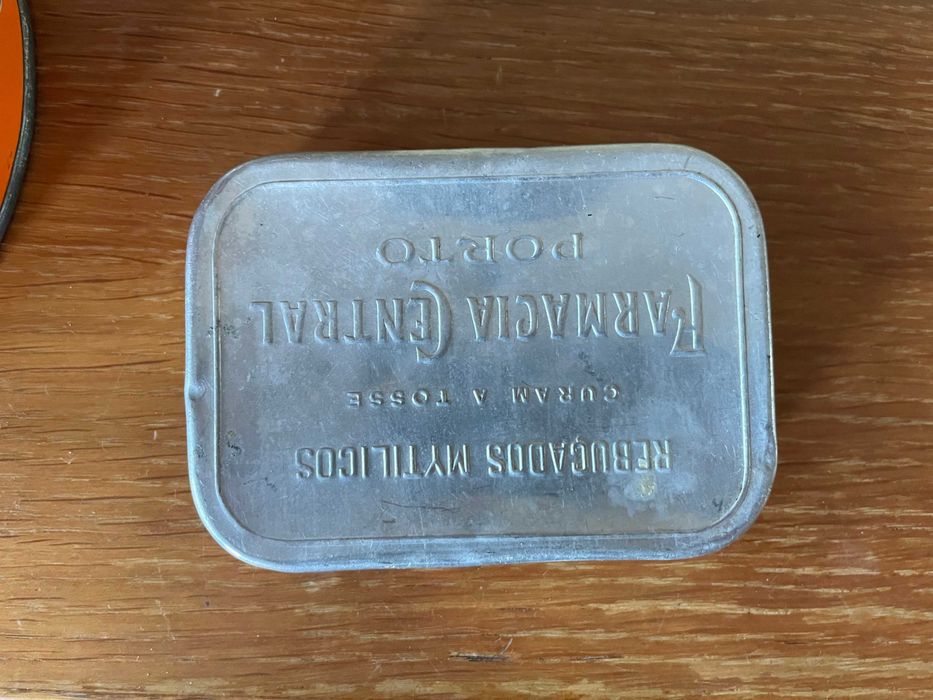 REBUÇADOS MYTILICOS
CURAM A TOSSE
FARMACIA CENTRAL
PORTO